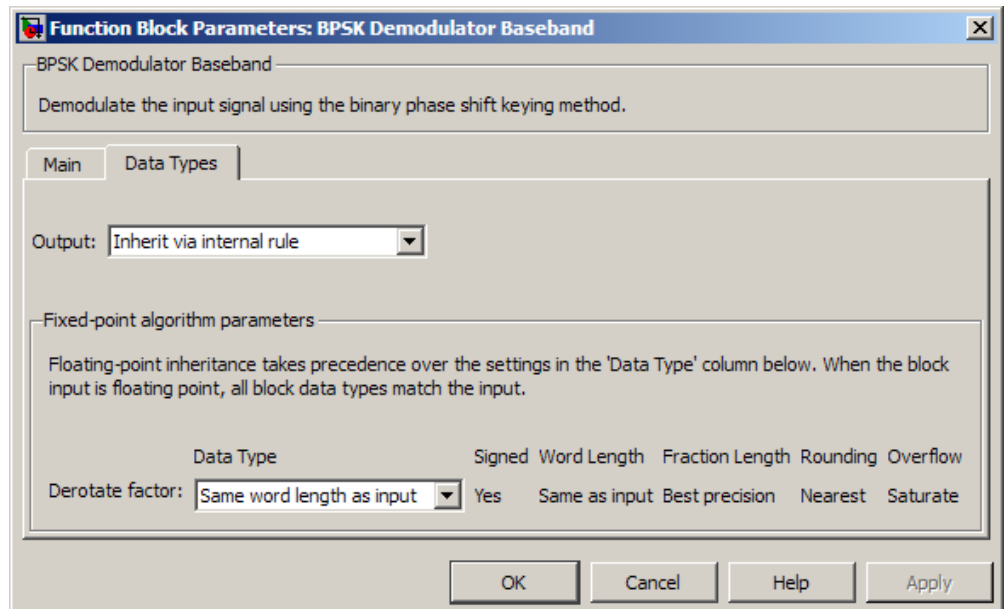 Function Block Parameters: BPSK Demodulator Baseband
BPSK Demodulator Baseband
Demodulate the input signal using the binary phase shift keying method.
Main Data Types
Output: Inherit via internal rule
Fixed-point algorithm parameters
Floating-point inheritance takes precedence over the settings in the 'Data Type' column below. When the block
input is floating point, all block data types match the input.
Data Type Signed Word Length Fraction Length Rounding Overflow
Derotate factor: Same word length as input Yes Same as input Best precision Nearest Saturate
OK Cancel Help Apply